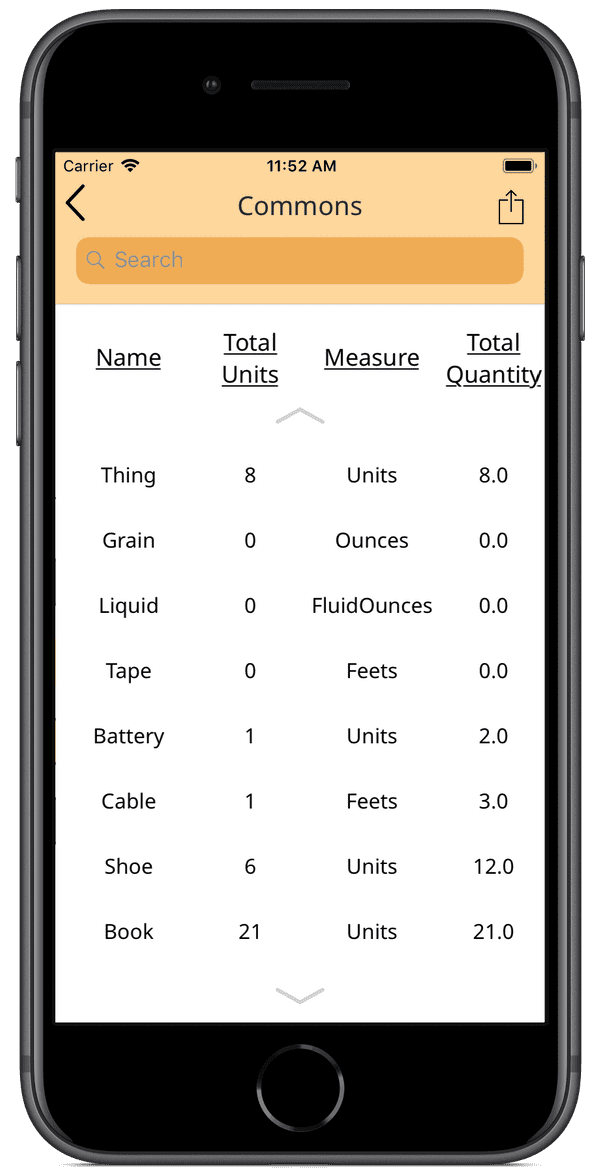 Carrier 11:52 AM
Commons
Search
Name Total Units Measure Total Quantity
Thing 8 Units 8.0
Grain 0 Ounces 0.0
Liquid 0 FluidOunces 0.0
Tape 0 Feets 0.0
Battery 1 Units 2.0
Cable 1 Feets 3.0
Shoe 6 Units 12.0
Book 21 Units 21.0